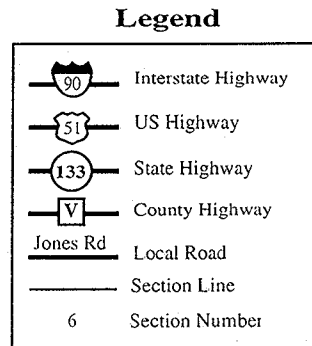 Legend
90 Interstate Highway
51 US Highway
133 State Highway
V County Highway
Jones Rd Local Road
Section Line
6 Section Number